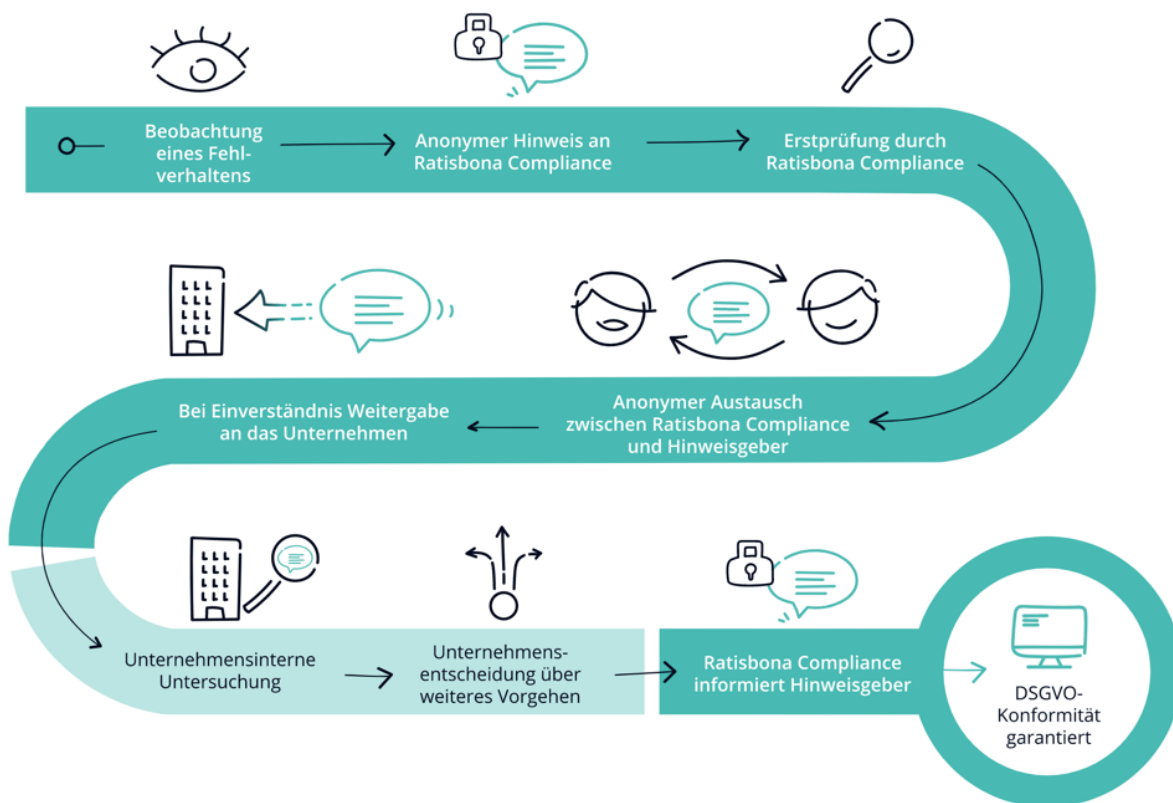 Beobachtung
eines Fehl-
verhaltens
Anonymer Hinweis an
Ratisbona Compliance
Erstprüfung durch
Ratisbona Compliance
Anonymer Austausch
zwischen Ratisbona Compliance
und Hinweisgeber
Bei Einverständnis Weitergabe
an das Unternehmen
Unternehmensinterne
Untersuchung
Unternehmens-
entscheidung über
weiteres Vorgehen
Ratisbona Compliance
informiert Hinweisgeber
DSGVO-
Konformität
garantiert